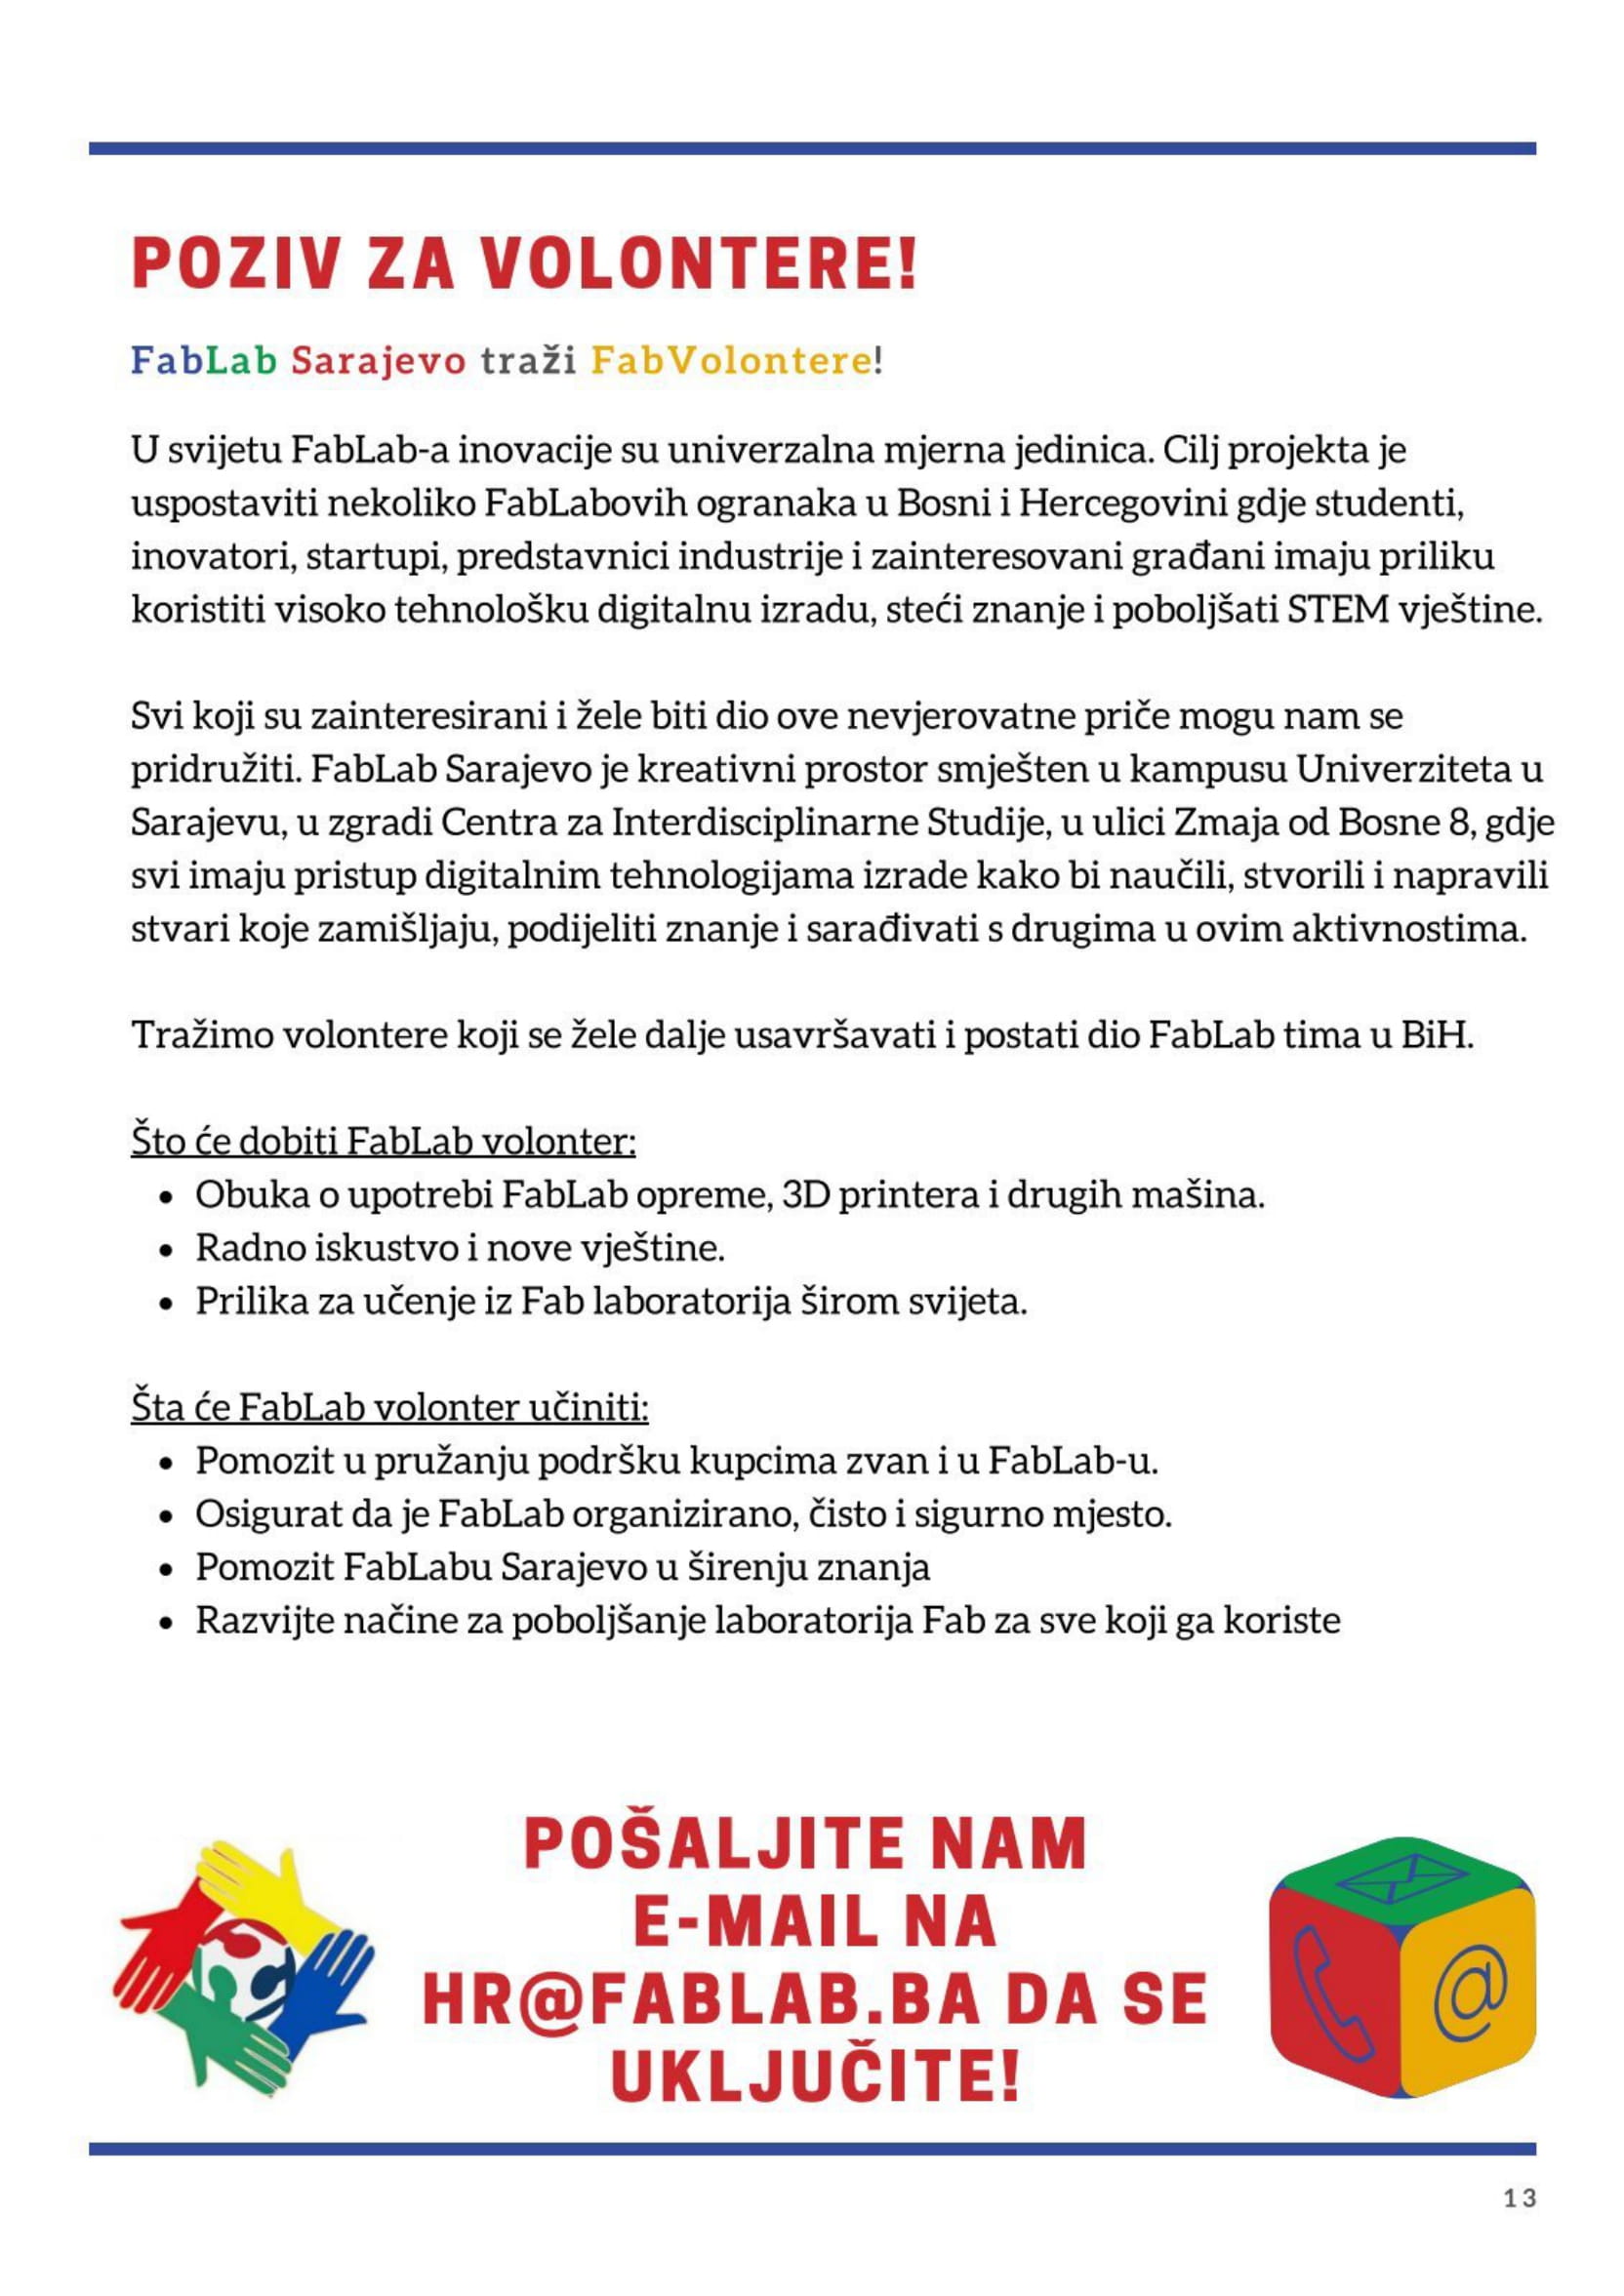 POZIV ZA VOLONTERE!
FabLab Sarajevo traži FabVolontere!
U svijetu FabLab-a inovacije su univerzalna mjerna jedinica. Cilj projekta je
uspostaviti nekoliko FabLabovih ogranaka u Bosni i Hercegovini gdje studenti,
inovatori, startupi, predstavnici industrije i zainteresovani građani imaju priliku
koristiti visoko tehnološku digitalnu izradu, steći znanje i poboljšati STEM vještine.
Svi koji su zainteresirani i žele biti dio ove nevjerovatne priče mogu nam se
pridružiti. FabLab Sarajevo je kreativni prostor smješten u kampusu Univerziteta u
Sarajevu, u zgradi Centra za Interdisciplinarne Studije, u ulici Zmaja od Bosne 8, gdje
svi imaju pristup digitalnim tehnologijama izrade kako bi naučili, stvorili i napravili
stvari koje zamišljaju, podijeliti znanje i sarađivati s drugima u ovim aktivnostima.
Tražimo volontere koji se žele dalje usavršavati i postati dio FabLab tima u BiH.
Što će dobiti FabLab volonter:
• Obuka o upotrebi FabLab opreme, 3D printera i drugih mašina.
• Radno iskustvo i nove vještine.
• Prilika za učenje iz Fab laboratorija širom svijeta.
Šta će FabLab volonter učiniti:
• Pomozit u pružanju podršku kupcima zvan i u FabLab-u.
• Osigurat da je FabLab organizirano, čisto i sigurno mjesto.
• Pomozit FabLabu Sarajevo u širenju znanja
• Razvijte načine za poboljšanje laboratorija Fab za sve koji ga koriste
POŠALJITE NAM
E-MAIL NA
HR@FABLAB.BA DA SE
UKLJUČITE!
@
13